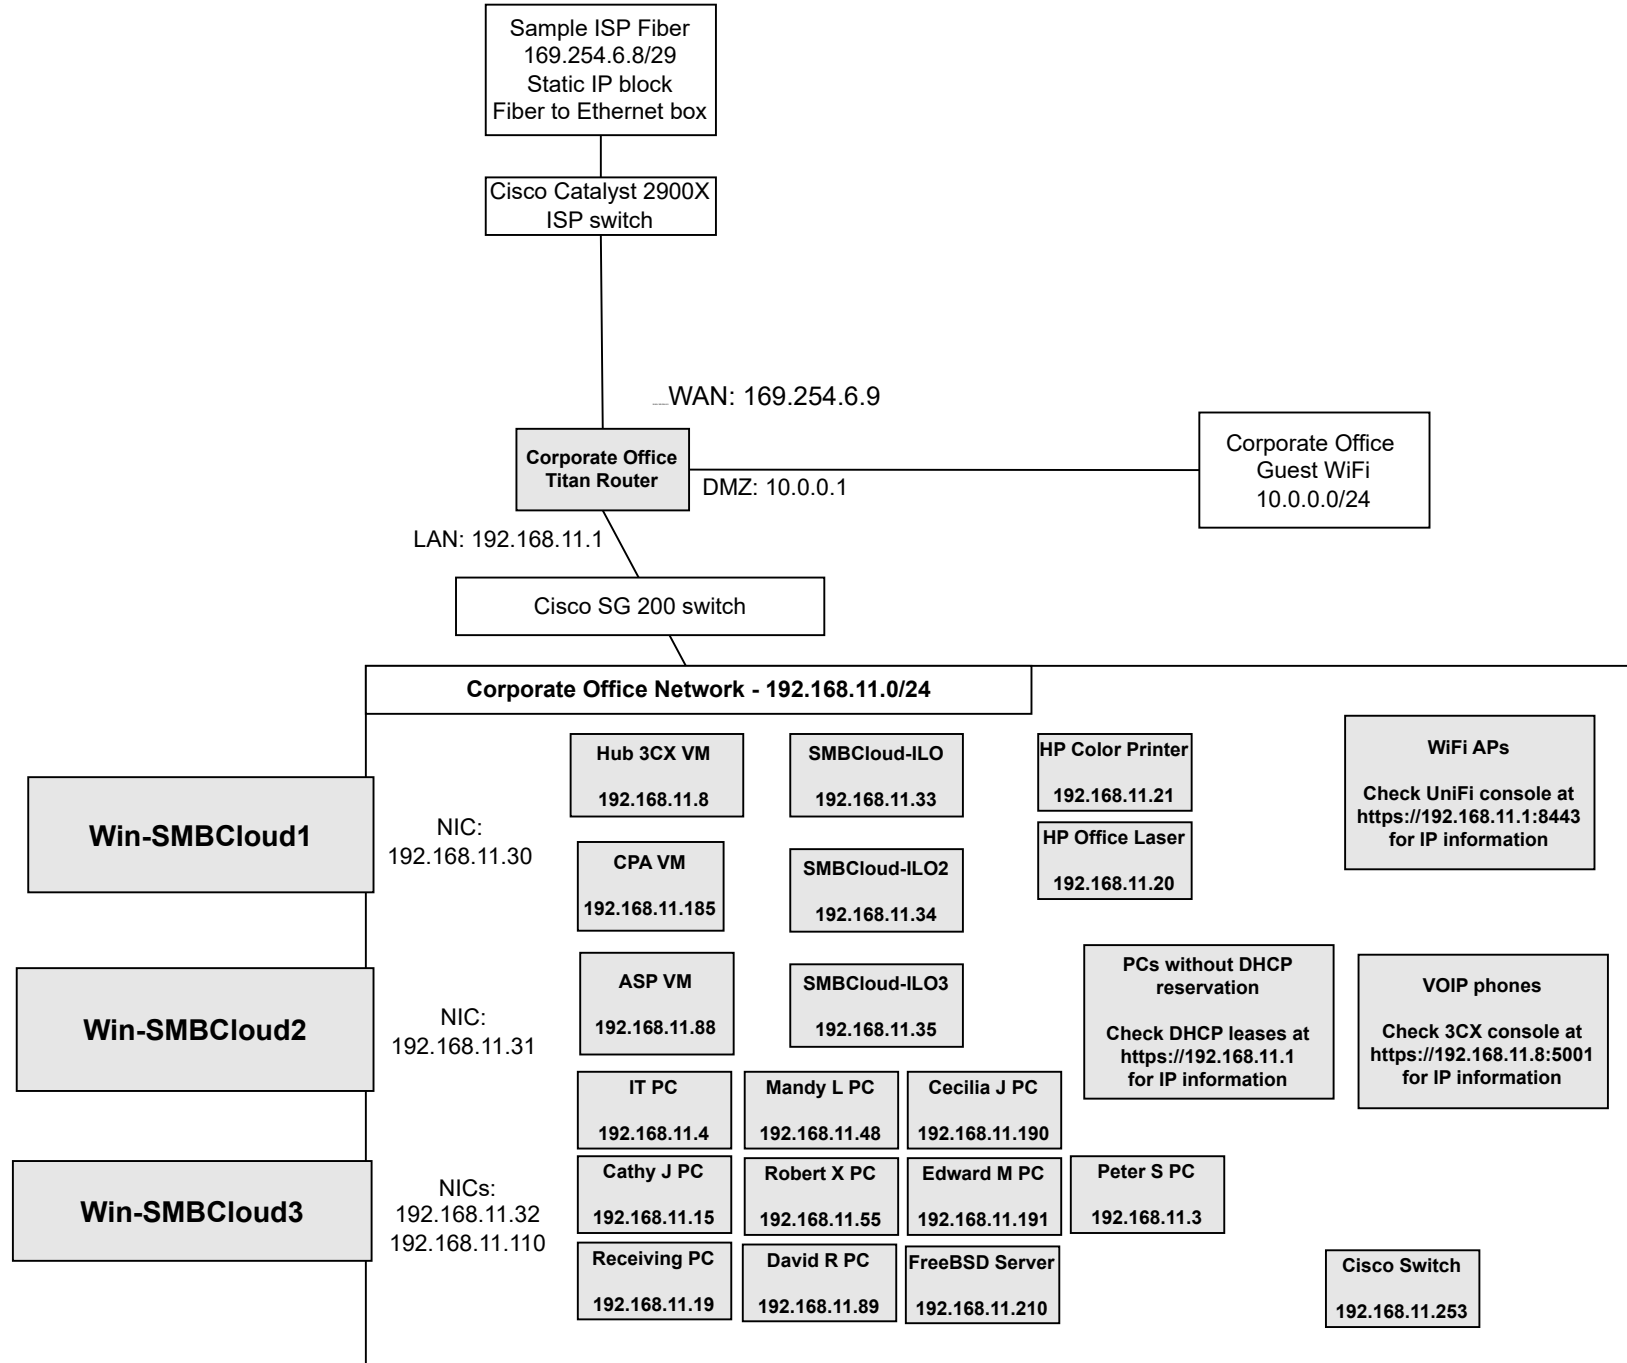 Sample ISP Fiber
169.254.6.8/29
Static IP block
Fiber to Ethernet box
Cisco Catalyst 2900X
ISP switch
WAN: 169.254.6.9
Corporate Office
Titan Router
DMZ: 10.0.0.1
Corporate Office
Guest WiFi
10.0.0.0/24
LAN: 192.168.11.1
Cisco SG 200 switch
Corporate Office Network - 192.168.11.0/24
Win-SMBCloud1
NIC:
192.168.11.30
Hub 3CX VM
192.168.11.8
SMBCloud-ILO
192.168.11.33
HP Color Printer
192.168.11.21
WiFi APs
Check UniFi console at
https://192.168.11.1:8443
for IP information
CPA VM
192.168.11.185
SMBCloud-ILO2
192.168.11.34
HP Office Laser
192.168.11.20
Win-SMBCloud2
NIC:
192.168.11.31
ASP VM
192.168.11.88
SMBCloud-ILO3
192.168.11.35
PCs without DHCP
reservation
Check DHCP leases at
https://192.168.11.1
for IP information
VOIP phones
Check 3CX console at
https://192.168.11.8:5001
for IP information
IT PC
192.168.11.4
Mandy L PC
192.168.11.48
Cecilia J PC
192.168.11.190
Win-SMBCloud3
NICs:
192.168.11.32
192.168.11.110
Cathy J PC
192.168.11.15
Robert X PC
192.168.11.55
Edward M PC
192.168.11.191
Peter S PC
192.168.11.3
Receiving PC
192.168.11.19
David R PC
192.168.11.89
FreeBSD Server
192.168.11.210
Cisco Switch
192.168.11.253